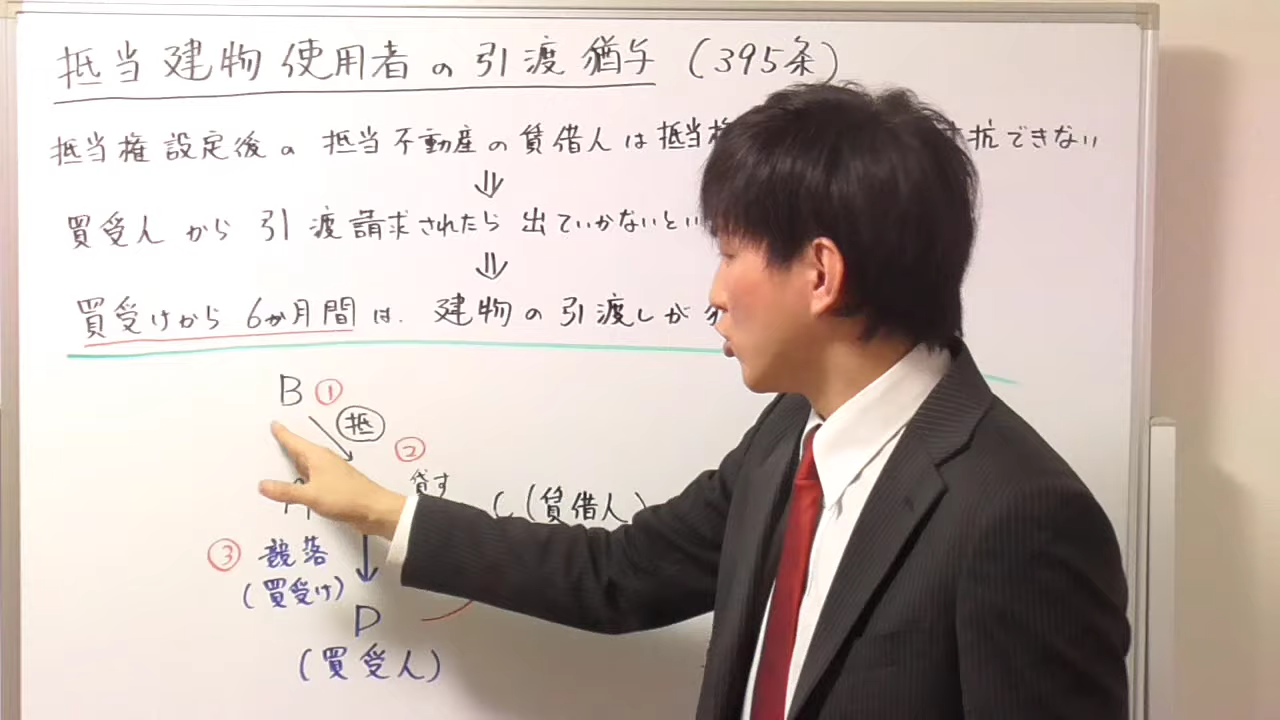 抵当建物使用者の引渡猶予 (395条)
抵当権設定後の抵当不動産の賃借人は抵当権 抗できない
⇓
買受人から引渡請求されたら出ていかないとい
⇓
買受けから6か月間は、建物の引渡しが
B ①
抵
②
貸す
C (賃借人)
③ 競落
(買受け)
D
(買受人)